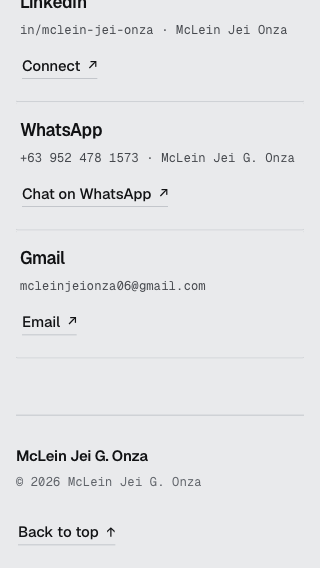 LinkedIn
in/mclein-jei-onza · McLein Jei Onza
Connect ↗
WhatsApp
+63 952 478 1573 · McLein Jei G. Onza
Chat on WhatsApp ↗
Gmail
mcleinjeionza06@gmail.com
Email ↗
McLein Jei G. Onza
© 2026 McLein Jei G. Onza
Back to top ↑